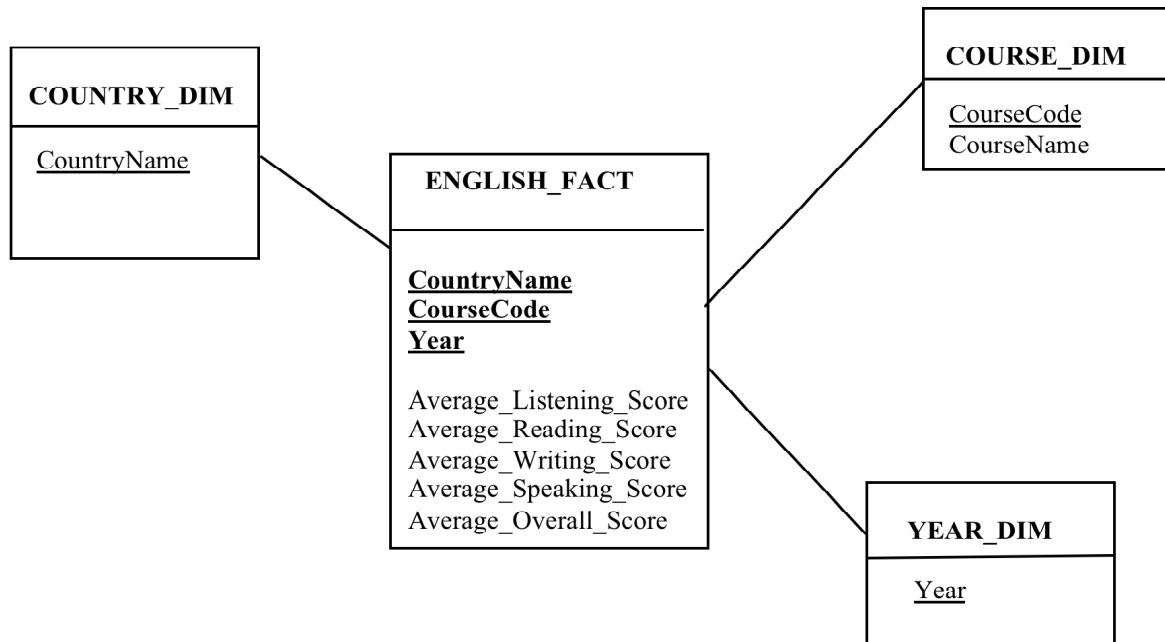 COUNTRY_DIM
CountryName
ENGLISH_FACT
CountryName
CourseCode
Year
Average_Listening_Score
Average_Reading_Score
Average_Writing_Score
Average_Speaking_Score
Average_Overall_Score
COURSE_DIM
CourseCode
CourseName
YEAR_DIM
Year